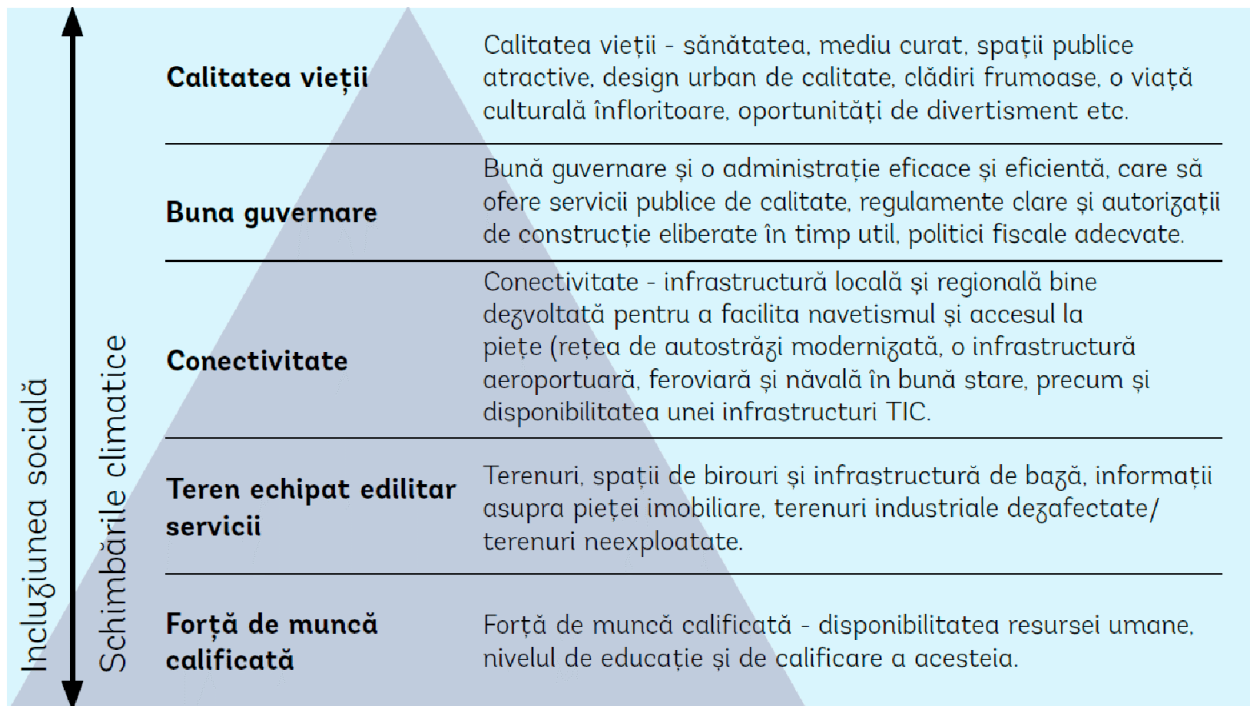 Incluziunea socială
Schimbările climatice
Calitatea vieții
Calitatea vieții - sănătatea, mediu curat, spații publice
atractive, design urban de calitate, clădiri frumoase, o viață
culturală înfloritoare, oportunități de divertisment etc.
Buna guvernare
Bună guvernare și o administrație eficace și eficientă, care să
ofere servicii publice de calitate, regulamente clare și autorizații
de construcție eliberate în timp util, politici fiscale adecvate.
Conectivitate
Conectivitate - infrastructură locală și regională bine
dezvoltată pentru a facilita navetismul și accesul la
piețe (rețea de autostrăzi modernizată, o infrastructură
aeroportuară, feroviară și năvală în bună stare, precum și
disponibilitatea unei infrastructuri TIC.
Teren echipat edilitar
servicii
Terenuri, spații de birouri și infrastructură de bază, informații
asupra pieței imobiliare, terenuri industriale dezafectate/
terenuri neexploatate.
Forță de muncă
calificată
Forță de muncă calificată - disponibilitatea resursei umane,
nivelul de educație și de calificare a acesteia.